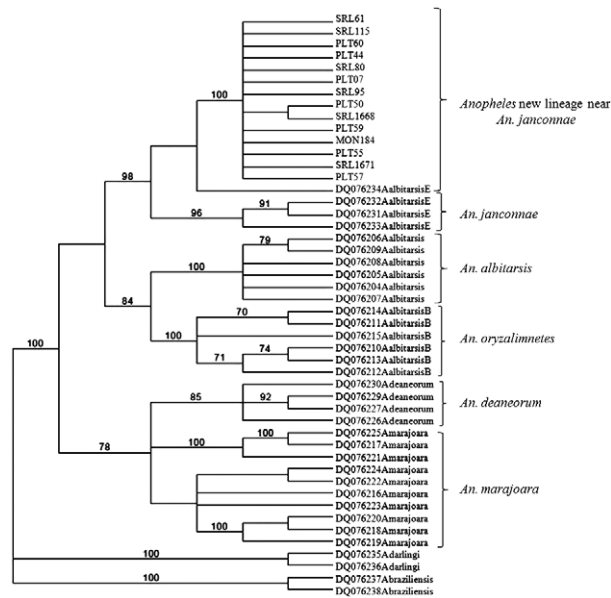 SRL61
SRL115
PLT60
PLT44
SRL80
PLT07
SRL95
100
PLT50
SRL1668
PLT59
MON184
PLT55
SRL1671
PLT57
Anopheles new lineage near
An. janconnae
DQ076234AalbitarsisE
98
DQ076232AalbitarsisE
91
DQ076231AalbitarsisE
96
DQ076233AalbitarsisE
An. janconnae
DQ076206Aalbitarsis
79
DQ076209Aalbitarsis
DQ076208Aalbitarsis
100
DQ076205Aalbitarsis
DQ076204Aalbitarsis
DQ076207Aalbitarsis
An. albitarsis
84
DQ076214AalbitarsisB
70
DQ076211AalbitarsisB
DQ076215AalbitarsisB
100
DQ076210AalbitarsisB
74
DQ076213AalbitarsisB
71
DQ076212AalbitarsisB
An. oryzalimnetes
100
DQ076230Adeaneorum
85
DQ076229Adeaneorum
92
DQ076227Adeaneorum
DQ076226Adeaneorum
An. deaneorum
78
DQ076225Amarajoara
100
DQ076217Amarajoara
100
DQ076221Amarajoara
DQ076224Amarajoara
DQ076222Amarajoara
DQ076216Amarajoara
DQ076223Amarajoara
DQ076220Amarajoara
DQ076218Amarajoara
100
DQ076219Amarajoara
An. marajoara
100
DQ076235Adarlingi
DQ076236Adarlingi
100
DQ076237Abraziliensis
DQ076238Abraziliensis